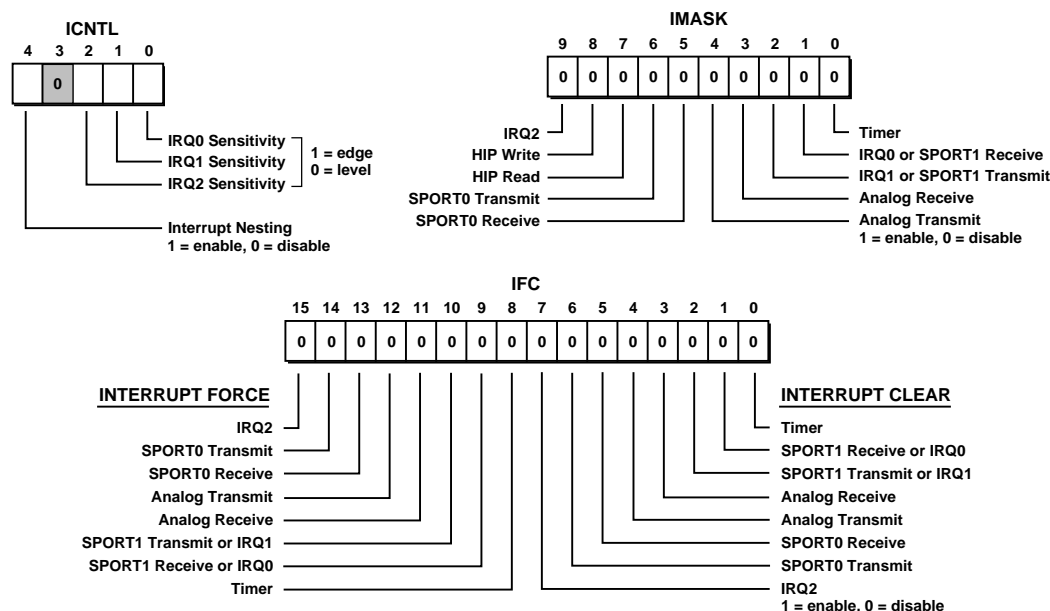 ICNTL
4 3 2 1 0
0
IRQ0 Sensitivity
IRQ1 Sensitivity
IRQ2 Sensitivity
1 = edge
0 = level
Interrupt Nesting
1 = enable, 0 = disable
IMASK
9 8 7 6 5 4 3 2 1 0
0 0 0 0 0 0 0 0 0 0
IRQ2
HIP Write
HIP Read
SPORT0 Transmit
SPORT0 Receive
Timer
IRQ0 or SPORT1 Receive
IRQ1 or SPORT1 Transmit
Analog Receive
Analog Transmit
1 = enable, 0 = disable
IFC
15 14 13 12 11 10 9 8 7 6 5 4 3 2 1 0
0 0 0 0 0 0 0 0 0 0 0 0 0 0 0 0
INTERRUPT FORCE
IRQ2
SPORT0 Transmit
SPORT0 Receive
Analog Transmit
Analog Receive
SPORT1 Transmit or IRQ1
SPORT1 Receive or IRQ0
Timer
INTERRUPT CLEAR
Timer
SPORT1 Receive or IRQ0
SPORT1 Transmit or IRQ1
Analog Receive
Analog Transmit
SPORT0 Receive
SPORT0 Transmit
IRQ2
1 = enable, 0 = disable